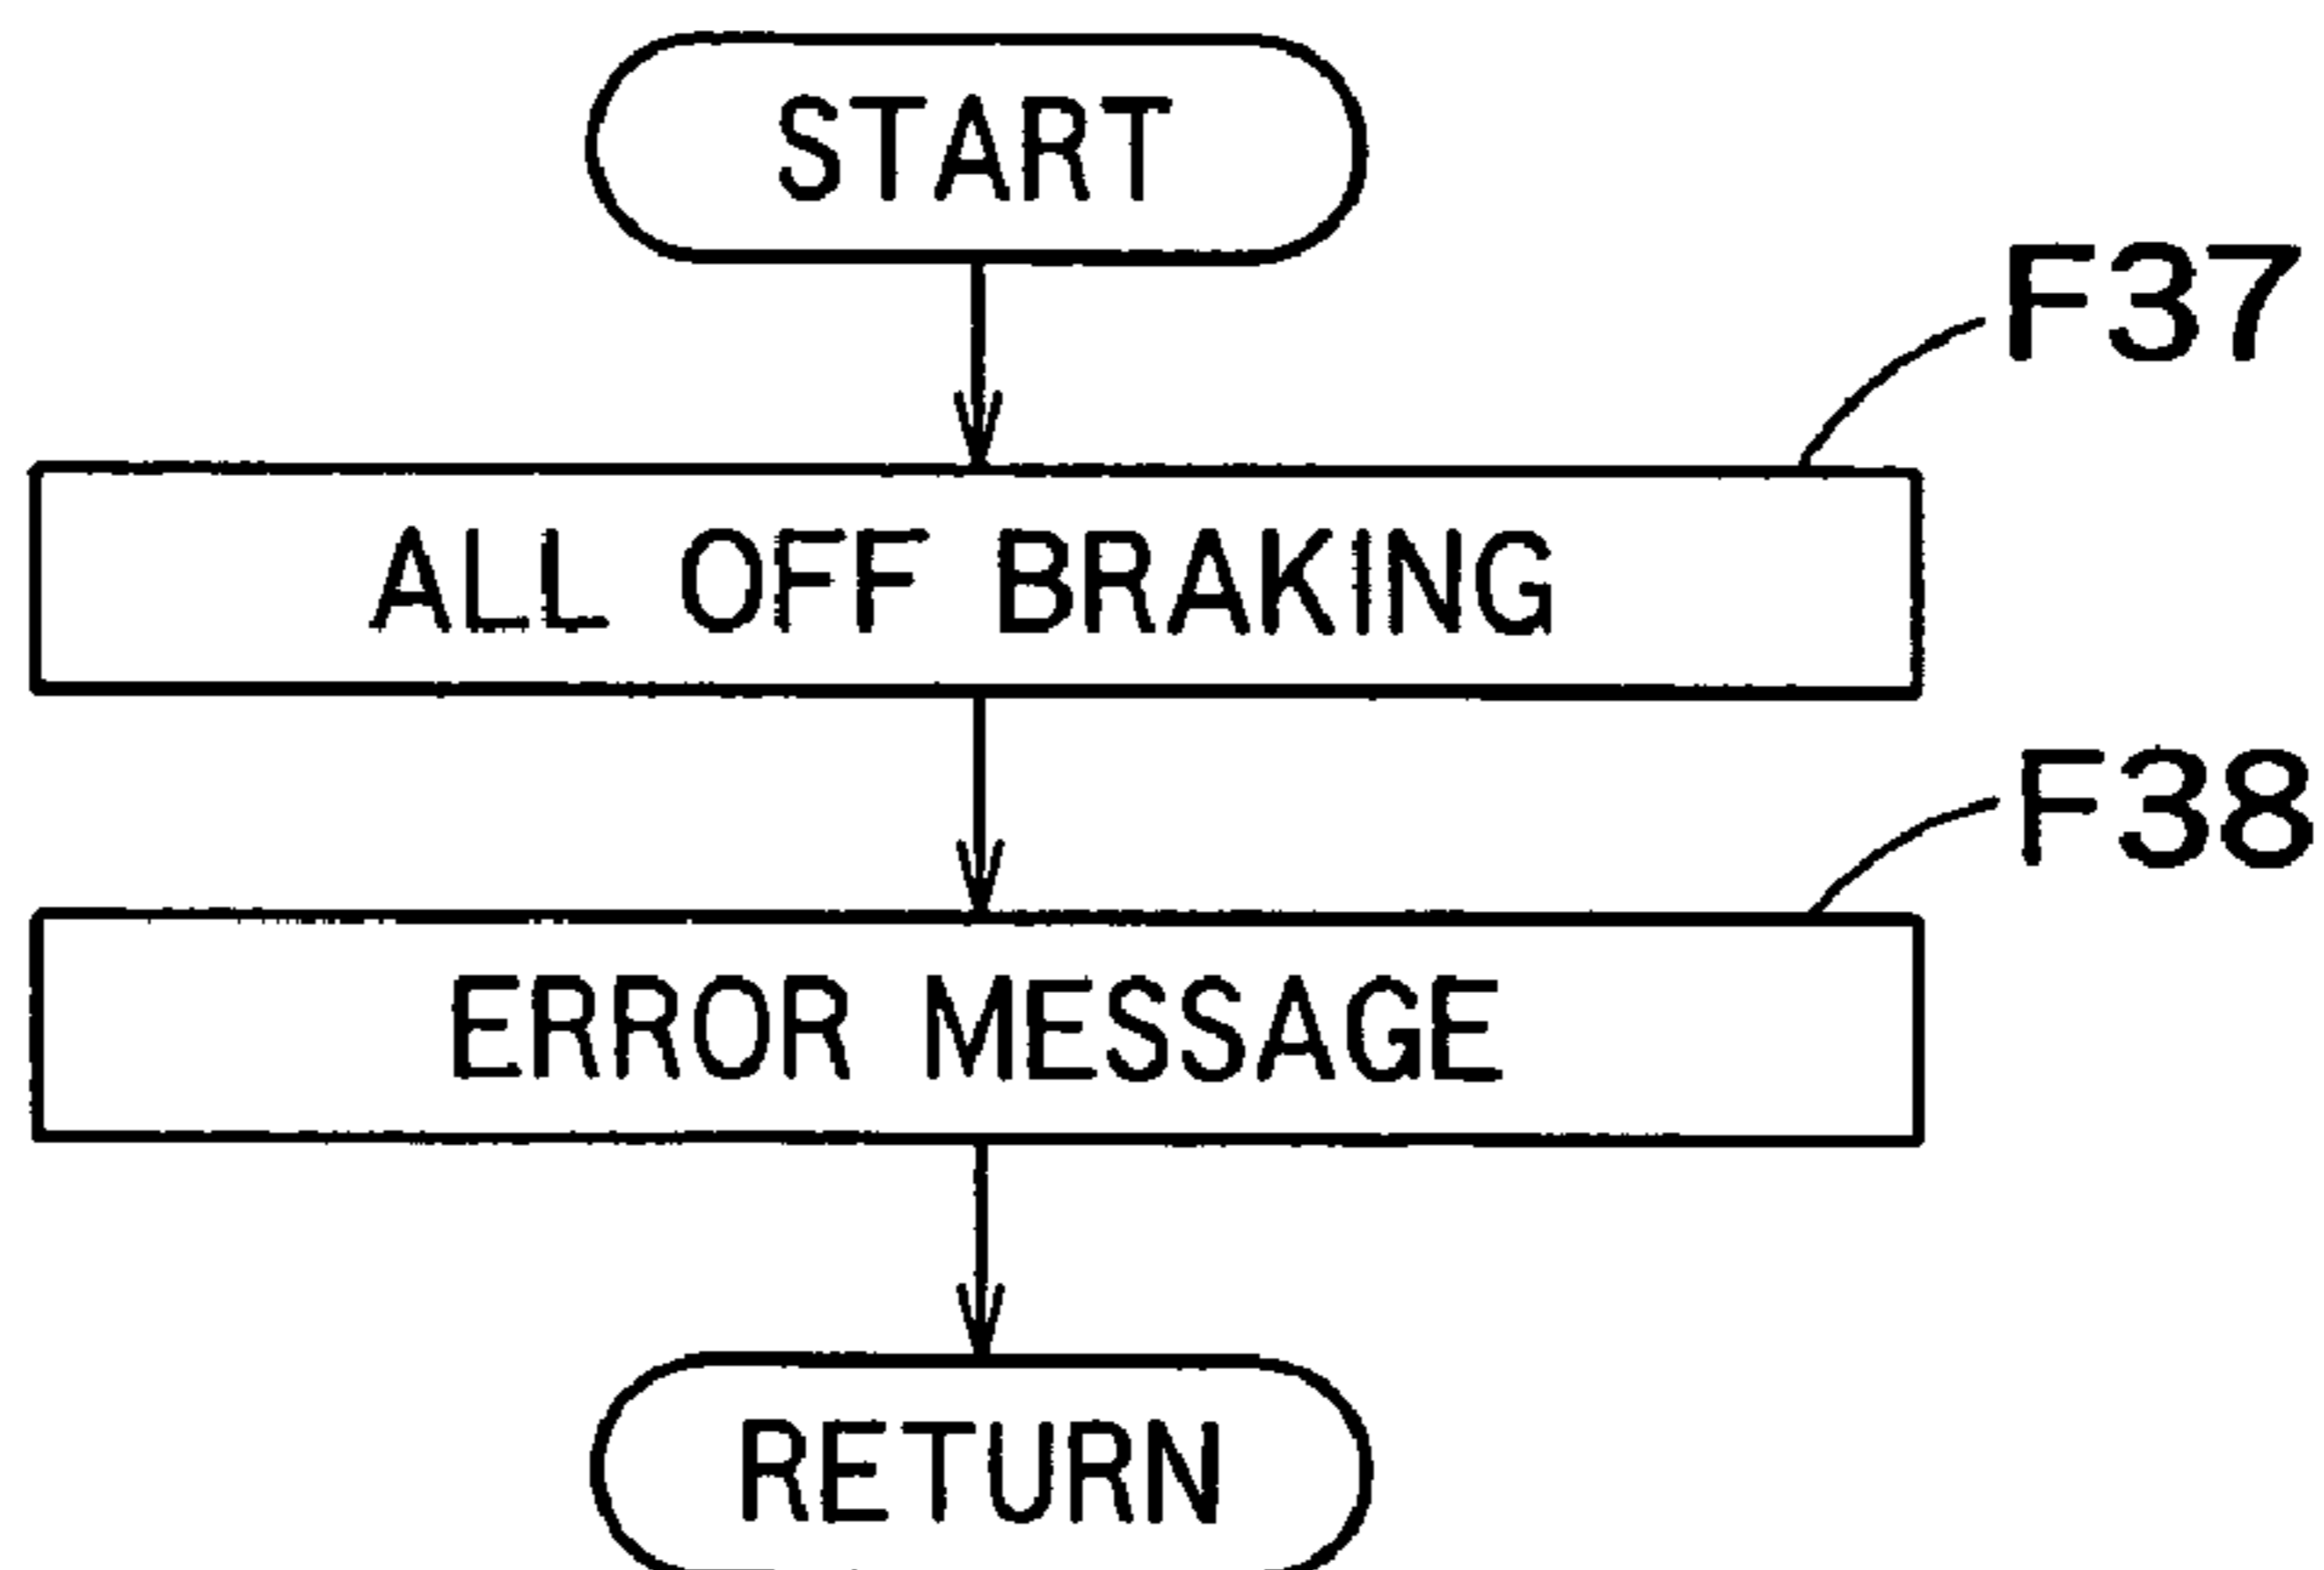 START
F37
ALL OFF BRAKING
F38
ERROR MESSAGE
RETURN